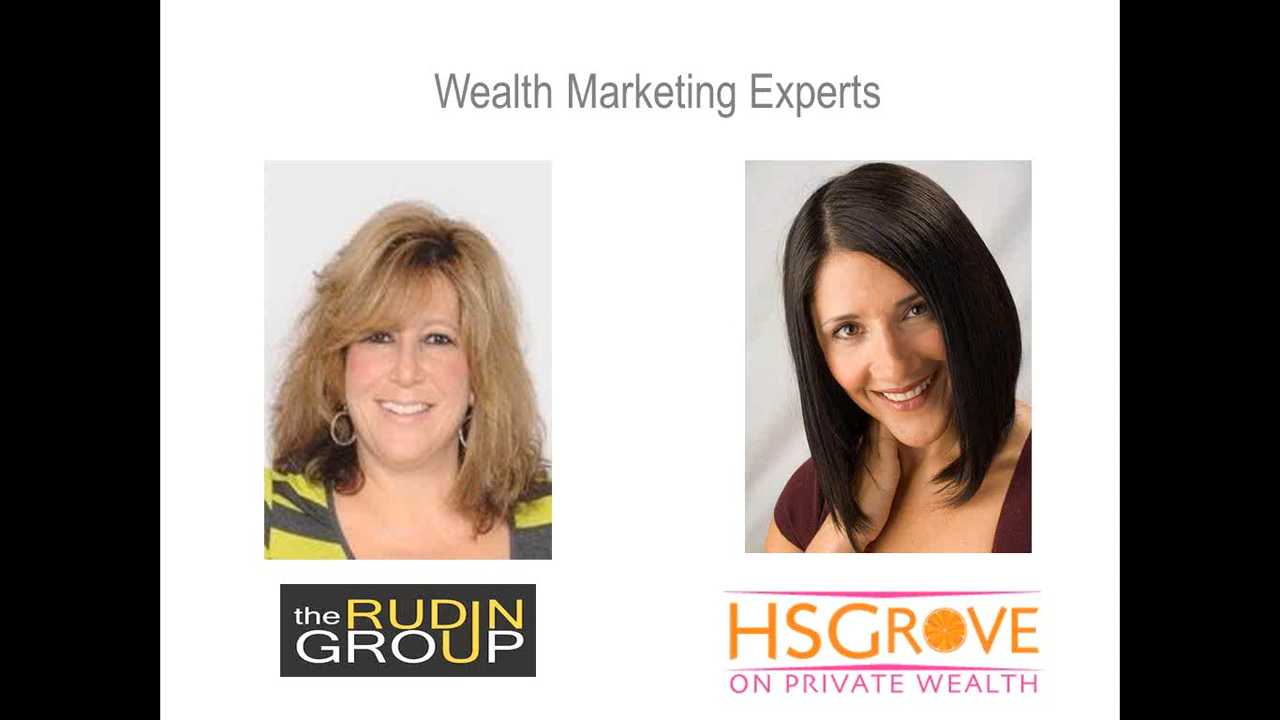 Wealth Marketing Experts
the RUDIN
GROUP
HSGROVE
ON PRIVATE WEALTH